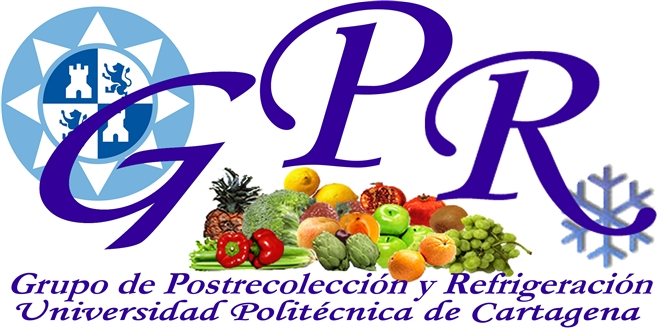 GPR
Grupo de Postrecolección y Refrigeración
Universidad Politécnica de Cartagena